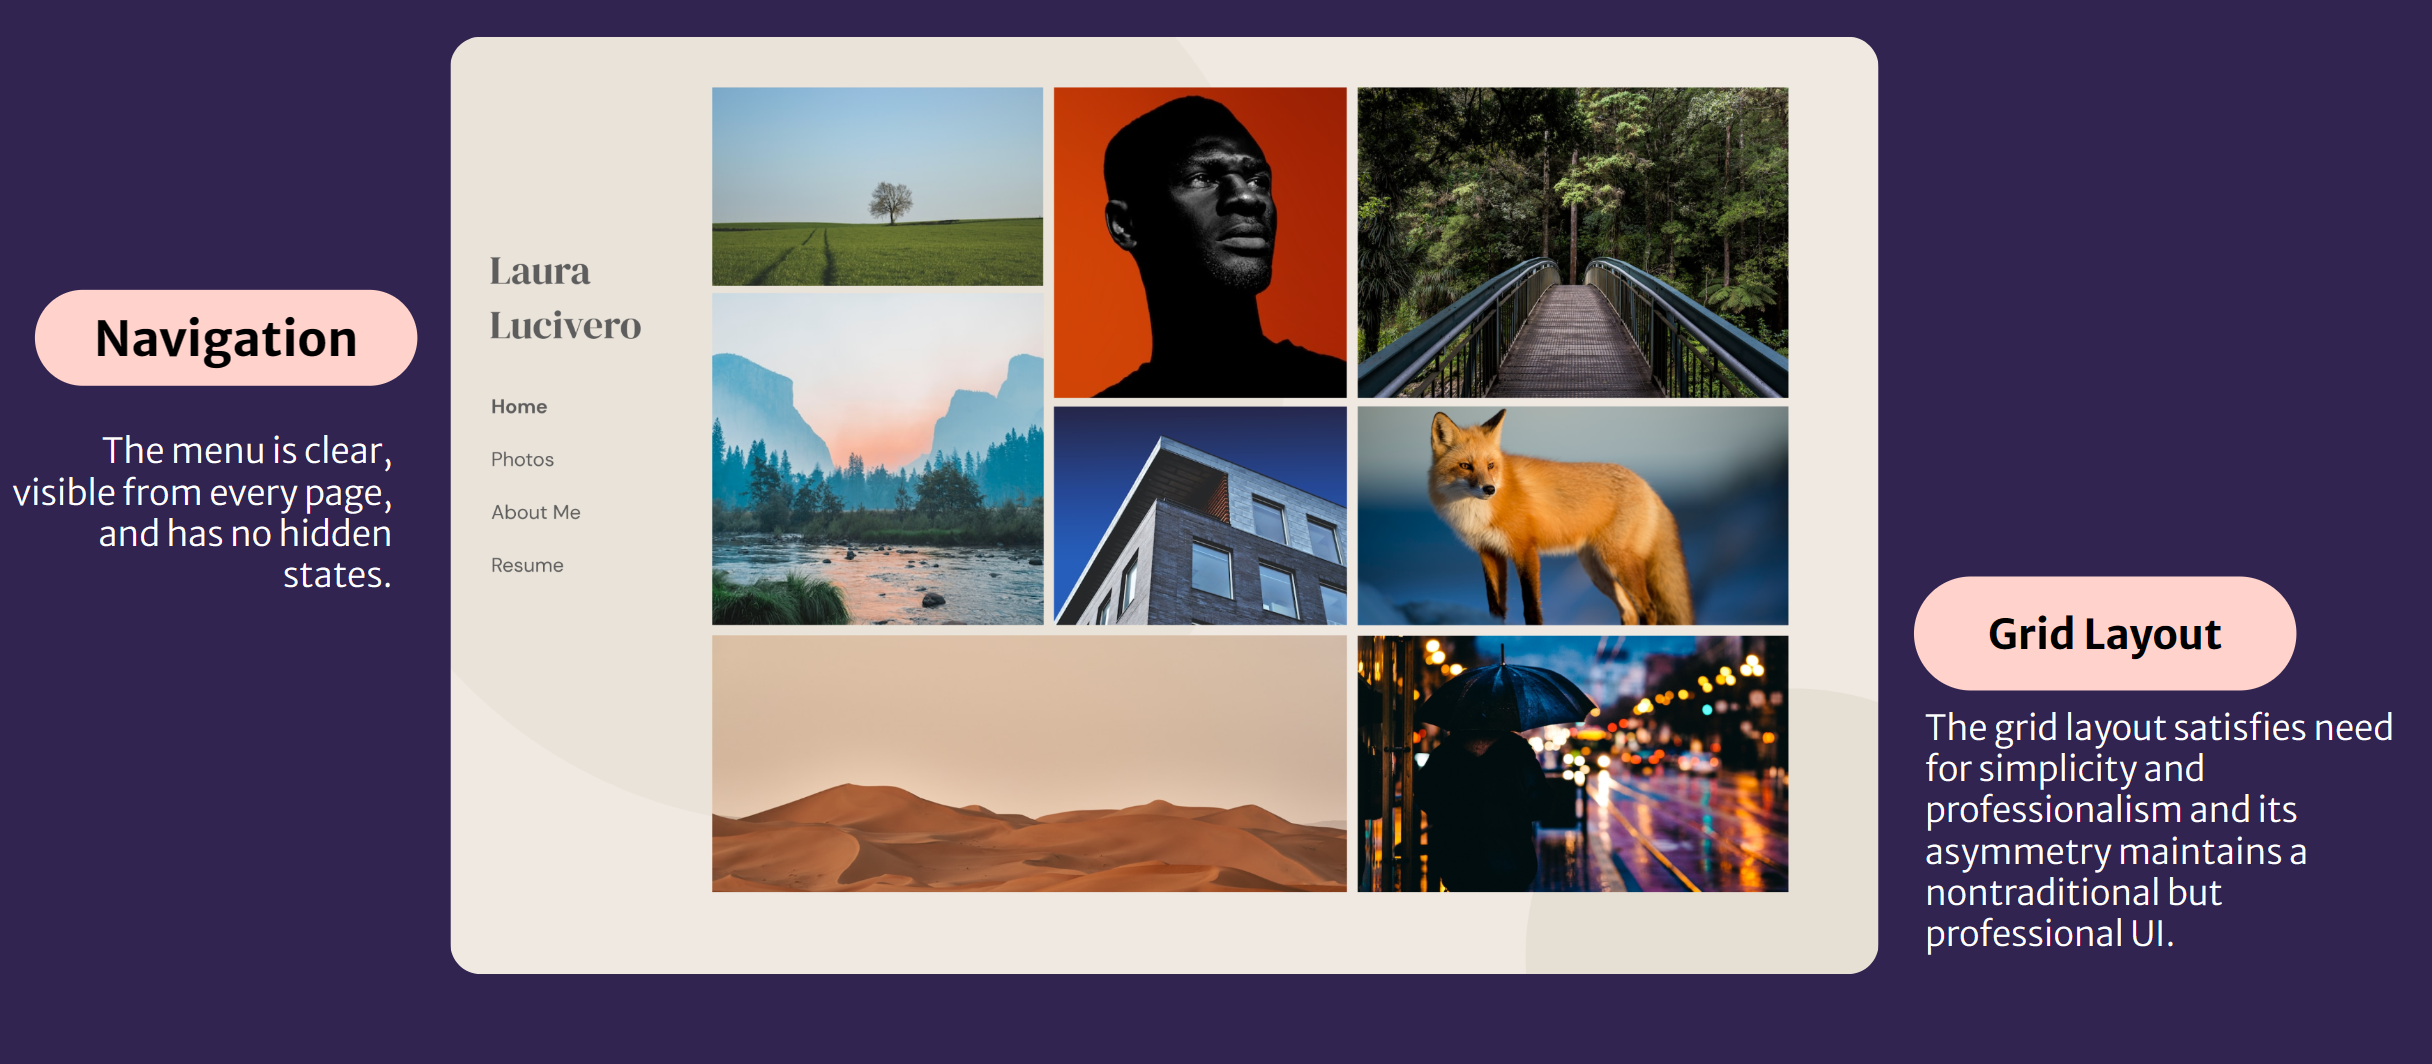 Navigation
The menu is clear,
visible from every page,
and has no hidden
states.
Laura
Lucivero
Home
Photos
About Me
Resume
Grid Layout
The grid layout satisfies need
for simplicity and
professionalism and its
asymmetry maintains a
nontraditional but
professional UI.